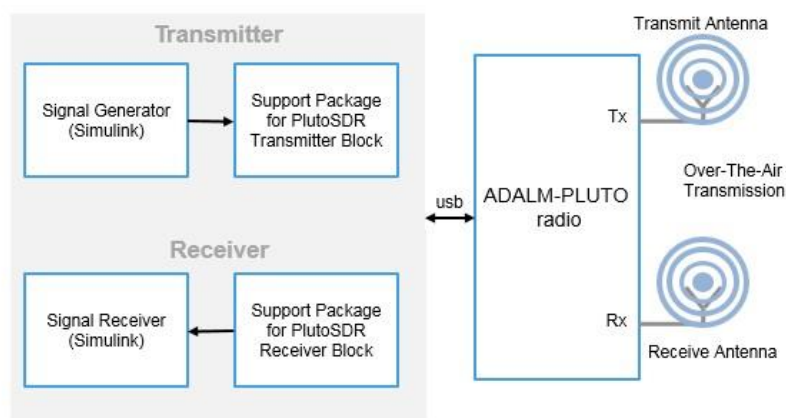 Transmitter
Signal Generator
(Simulink)
Support Package
for PlutoSDR
Transmitter Block
Receiver
Signal Receiver
(Simulink)
Support Package
for PlutoSDR
Receiver Block
usb
ADALM-PLUTO
radio
Tx
Rx
Transmit Antenna
Over-The-Air
Transmission
Receive Antenna